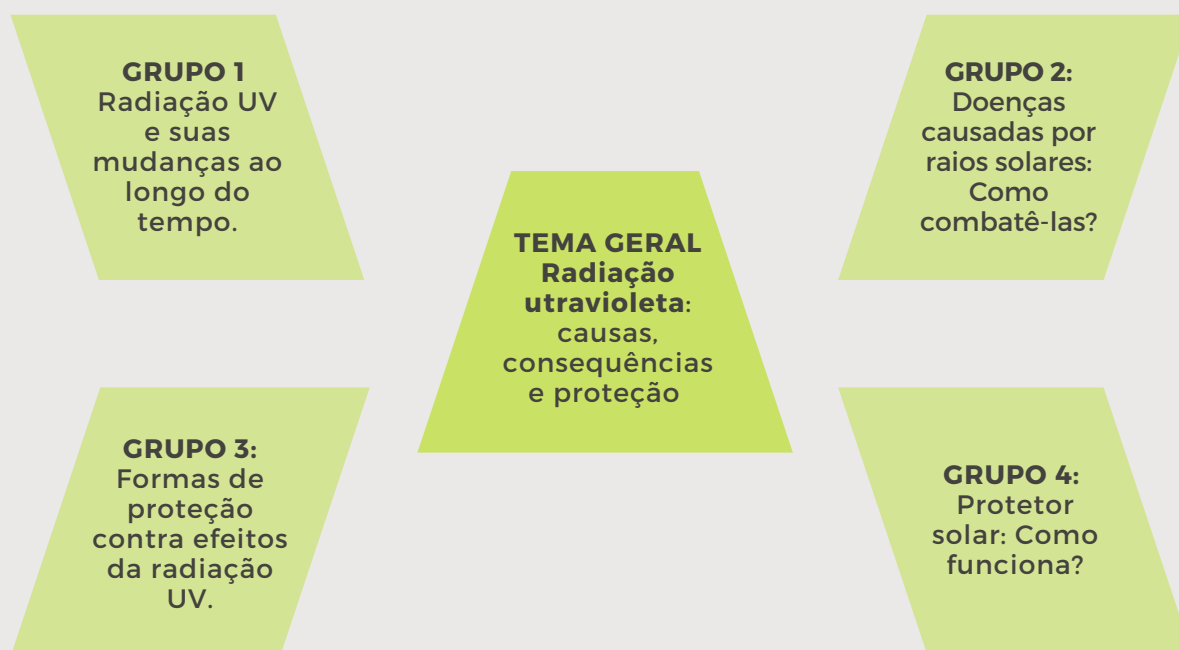 GRUPO 1
Radiação UV
e suas
mudanças ao
longo do
tempo.
GRUPO 2:
Doenças
causadas por
raios solares:
Como
combatê-las?
TEMA GERAL
Radiação
utravioleta:
causas,
consequências
e proteção
GRUPO 3:
Formas de
proteção
contra efeitos
da radiação
UV.
GRUPO 4:
Protetor
solar: Como
funciona?